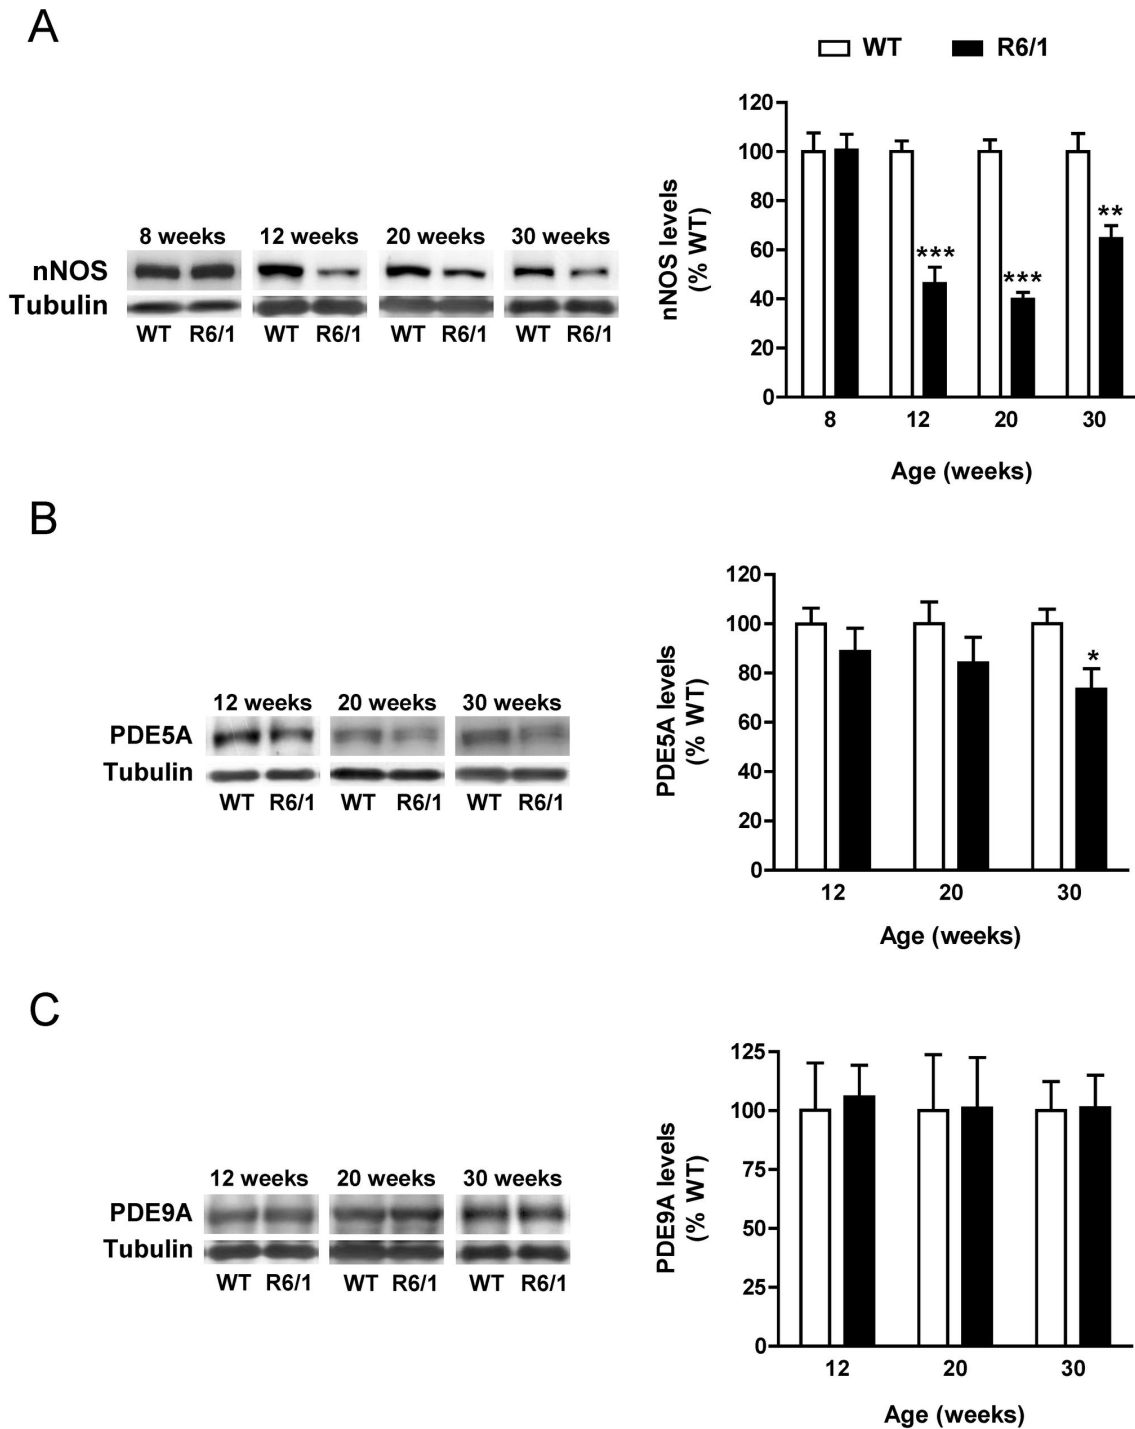 A
WT R6/1
120
100
80
60
40
20
0
nNOS levels
(% WT)
***
***
**
8 12 20 30
Age (weeks)
8 weeks 12 weeks 20 weeks 30 weeks
nNOS
Tubulin
WT R6/1 WT R6/1 WT R6/1 WT R6/1
B
120
100
80
60
40
20
0
PDE5A levels
(% WT)
*
12 20 30
Age (weeks)
12 weeks 20 weeks 30 weeks
PDE5A
Tubulin
WT R6/1 WT R6/1 WT R6/1
C
125
100
75
50
25
0
PDE9A levels
(% WT)
12 20 30
Age (weeks)
12 weeks 20 weeks 30 weeks
PDE9A
Tubulin
WT R6/1 WT R6/1 WT R6/1